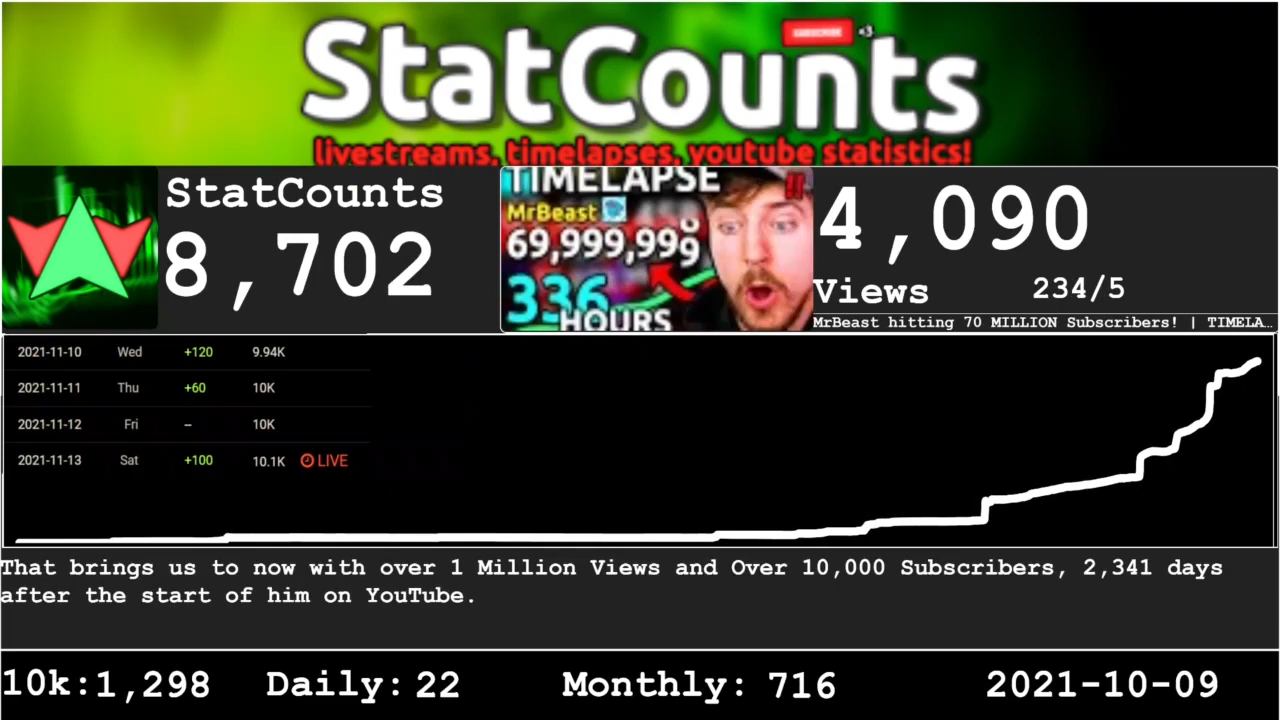 SUBSCRIBE <3
StatCounts
livestreams, timelapses, youtube statistics!
StatCounts
8,702
TIMELAPSE !!
MrBeast
69,999,99
336
HOURS
4,090
Views 234/5
MrBeast hitting 70 MILLION Subscribers! | TIMELA…
2021-11-10 Wed +120 9.94K
2021-11-11 Thu +60 10K
2021-11-12 Fri -- 10K
2021-11-13 Sat +100 10.1K LIVE
That brings us to now with over 1 Million Views and Over 10,000 Subscribers, 2,341 days
after the start of him on YouTube.
10k:1,298 Daily: 22 Monthly: 716 2021-10-09